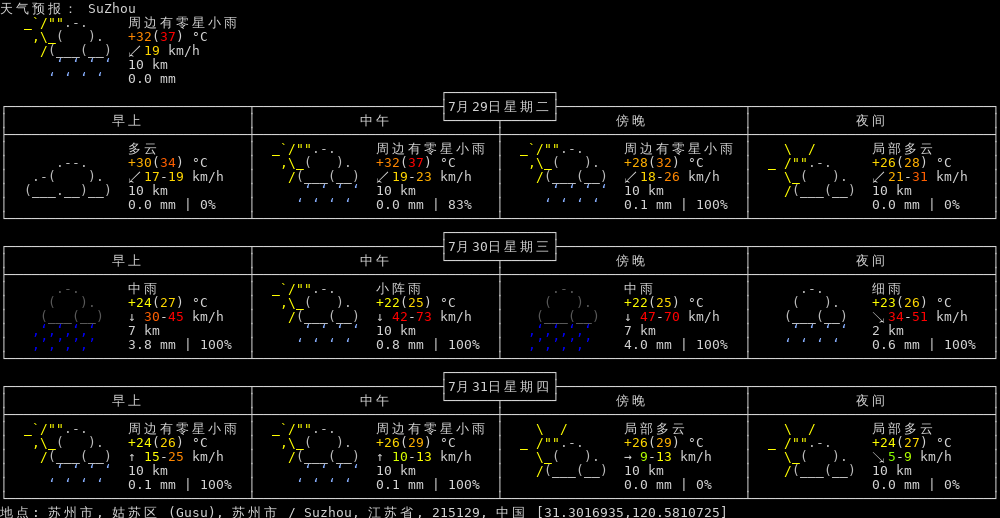 天气预报： SuZhou
周边有零星小雨
+32(37) °C
↙ 19 km/h
10 km
0.0 mm
7月29日星期二
早上 中午 傍晚 夜间
多云 周边有零星小雨 周边有零星小雨 局部多云
+30(34) °C +32(37) °C +28(32) °C +26(28) °C
↙ 17-19 km/h ↙ 19-23 km/h ↙ 18-26 km/h ↙ 21-31 km/h
10 km 10 km 10 km 10 km
0.0 mm | 0% 0.0 mm | 83% 0.1 mm | 100% 0.0 mm | 0%
7月30日星期三
早上 中午 傍晚 夜间
中雨 小阵雨 中雨 细雨
+24(27) °C +22(25) °C +22(25) °C +23(26) °C
↓ 30-45 km/h ↓ 42-73 km/h ↓ 47-70 km/h ↘ 34-51 km/h
7 km 10 km 7 km 2 km
3.8 mm | 100% 0.8 mm | 100% 4.0 mm | 100% 0.6 mm | 100%
7月31日星期四
早上 中午 傍晚 夜间
周边有零星小雨 周边有零星小雨 局部多云 局部多云
+24(26) °C +26(29) °C +26(29) °C +24(27) °C
↑ 15-25 km/h ↑ 10-13 km/h → 9-13 km/h ↘ 5-9 km/h
10 km 10 km 10 km 10 km
0.1 mm | 100% 0.1 mm | 100% 0.0 mm | 0% 0.0 mm | 0%
地点: 苏州市, 姑苏区 (Gusu), 苏州市 / Suzhou, 江苏省, 215129, 中国 [31.3016935,120.5810725]